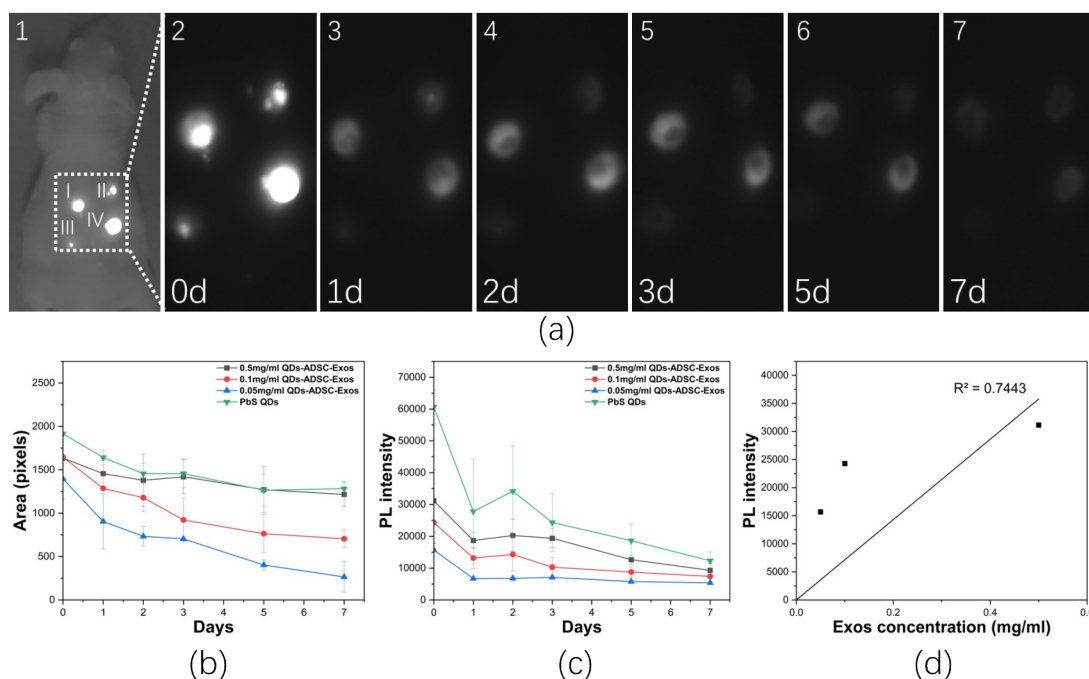 1
2
3
4
5
6
7
I
II
III
IV
0d
1d
2d
3d
5d
7d
(a)
2500
2000
1500
1000
500
0
Area (pixels)
0.5mg/ml QDs-ADSC-Exos
0.1mg/ml QDs-ADSC-Exos
0.05mg/ml QDs-ADSC-Exos
PbS QDs
0 1 2 3 4 5 6 7
Days
(b)
70000
60000
50000
40000
30000
20000
10000
0
PL intensity
0.5mg/ml QDs-ADSC-Exos
0.1mg/ml QDs-ADSC-Exos
0.05mg/ml QDs-ADSC-Exos
PbS QDs
0 1 2 3 4 5 6 7
Days
(c)
40000
35000
30000
25000
20000
15000
10000
5000
0
PL intensity
R² = 0.7443
0.0 0.2 0.4
Exos concentration (mg/ml)
(d)